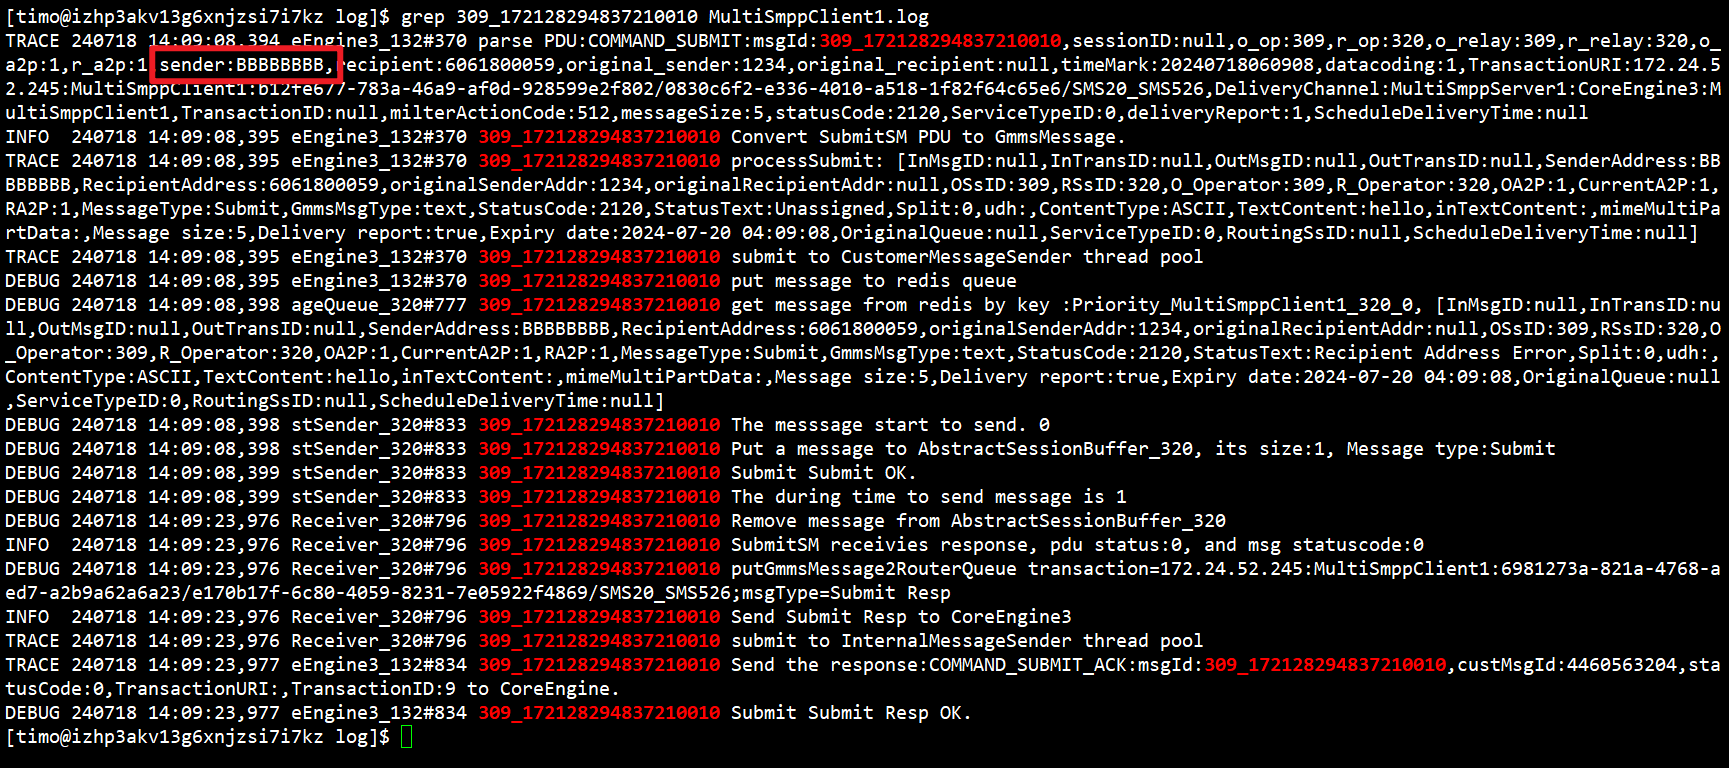 [timo@izhp3akv13g6xnjzsi7i7kz log]$ grep 309_172128294837210010 MultiSmppClient1.log
TRACE 240718 14:09:08,394 eEngine3_132#370 parse PDU:COMMAND_SUBMIT:msgId:309_172128294837210010,sessionID:null,o_op:309,r_op:320,o_relay:309,r_relay:320,o_
a2p:1,r_a2p:1 sender:BBBBBBBB,recipient:6061800059,original_sender:1234,original_recipient:null,timeMark:20240718060908,datacoding:1,TransactionURI:172.24.5
2.245:MultiSmppClient1:b12fe677-783a-46a9-af0d-928599e2f802/0830c6f2-e336-4010-a518-1f82f64c65e6/SMS20_SMS526,DeliveryChannel:MultiSmppServer1:CoreEngine3:M
ultiSmppClient1,TransactionID:null,milterActionCode:512,messageSize:5,statusCode:2120,ServiceTypeID:0,deliveryReport:1,ScheduleDeliveryTime:null
INFO  240718 14:09:08,395 eEngine3_132#370 309_172128294837210010 Convert SubmitSM PDU to GmmsMessage.
TRACE 240718 14:09:08,395 eEngine3_132#370 309_172128294837210010 processSubmit: [InMsgID:null,InTransID:null,OutMsgID:null,OutTransID:null,SenderAddress:BB
BBBBBB,RecipientAddress:6061800059,originalSenderAddr:1234,originalRecipientAddr:null,OSsID:309,RSsID:320,O_Operator:309,R_Operator:320,OA2P:1,CurrentA2P:1,
RA2P:1,MessageType:Submit,GmmsMsgType:text,StatusCode:2120,StatusText:Unassigned,Split:0,udh:,ContentType:ASCII,TextContent:hello,inTextContent:,mimeMultiPa
rtData:,Message size:5,Delivery report:true,Expiry date:2024-07-20 04:09:08,OriginalQueue:null,ServiceTypeID:0,RoutingSsID:null,ScheduleDeliveryTime:null]
TRACE 240718 14:09:08,395 eEngine3_132#370 309_172128294837210010 submit to CustomerMessageSender thread pool
DEBUG 240718 14:09:08,395 eEngine3_132#370 309_172128294837210010 put message to redis queue
DEBUG 240718 14:09:08,398 ageQueue_320#777 309_172128294837210010 get message from redis by key :Priority_MultiSmppClient1_320_0, [InMsgID:null,InTransID:nu
ll,OutMsgID:null,OutTransID:null,SenderAddress:BBBBBBBB,RecipientAddress:6061800059,originalSenderAddr:1234,originalRecipientAddr:null,OSsID:309,RSsID:320,O
_Operator:309,R_Operator:320,OA2P:1,CurrentA2P:1,RA2P:1,MessageType:Submit,GmmsMsgType:text,StatusCode:2120,StatusText:Recipient Address Error,Split:0,udh:,
ContentType:ASCII,TextContent:hello,inTextContent:,mimeMultiPartData:,Message size:5,Delivery report:true,Expiry date:2024-07-20 04:09:08,OriginalQueue:null
,ServiceTypeID:0,RoutingSsID:null,ScheduleDeliveryTime:null]
DEBUG 240718 14:09:08,398 stSender_320#833 309_172128294837210010 The messsage start to send. 0
DEBUG 240718 14:09:08,398 stSender_320#833 309_172128294837210010 Put a message to AbstractSessionBuffer_320, its size:1, Message type:Submit
DEBUG 240718 14:09:08,399 stSender_320#833 309_172128294837210010 Submit Submit OK.
DEBUG 240718 14:09:08,399 stSender_320#833 309_172128294837210010 The during time to send message is 1
DEBUG 240718 14:09:23,976 Receiver_320#796 309_172128294837210010 Remove message from AbstractSessionBuffer_320
INFO  240718 14:09:23,976 Receiver_320#796 309_172128294837210010 SubmitSM receivies response, pdu status:0, and msg statuscode:0
DEBUG 240718 14:09:23,976 Receiver_320#796 309_172128294837210010 putGmmsMessage2RouterQueue transaction=172.24.52.245:MultiSmppClient1:6981273a-821a-4768-a
ed7-a2b9a62a6a23/e170b17f-6c80-4059-8231-7e05922f4869/SMS20_SMS526;msgType=Submit Resp
INFO  240718 14:09:23,976 Receiver_320#796 309_172128294837210010 Send Submit Resp to CoreEngine3
TRACE 240718 14:09:23,976 Receiver_320#796 309_172128294837210010 submit to InternalMessageSender thread pool
TRACE 240718 14:09:23,977 eEngine3_132#834 309_172128294837210010 Send the response:COMMAND_SUBMIT_ACK:msgId:309_172128294837210010,custMsgId:4460563204,sta
tusCode:0,TransactionURI:,TransactionID:9 to CoreEngine.
DEBUG 240718 14:09:23,977 eEngine3_132#834 309_172128294837210010 Submit Submit Resp OK.
[timo@izhp3akv13g6xnjzsi7i7kz log]$